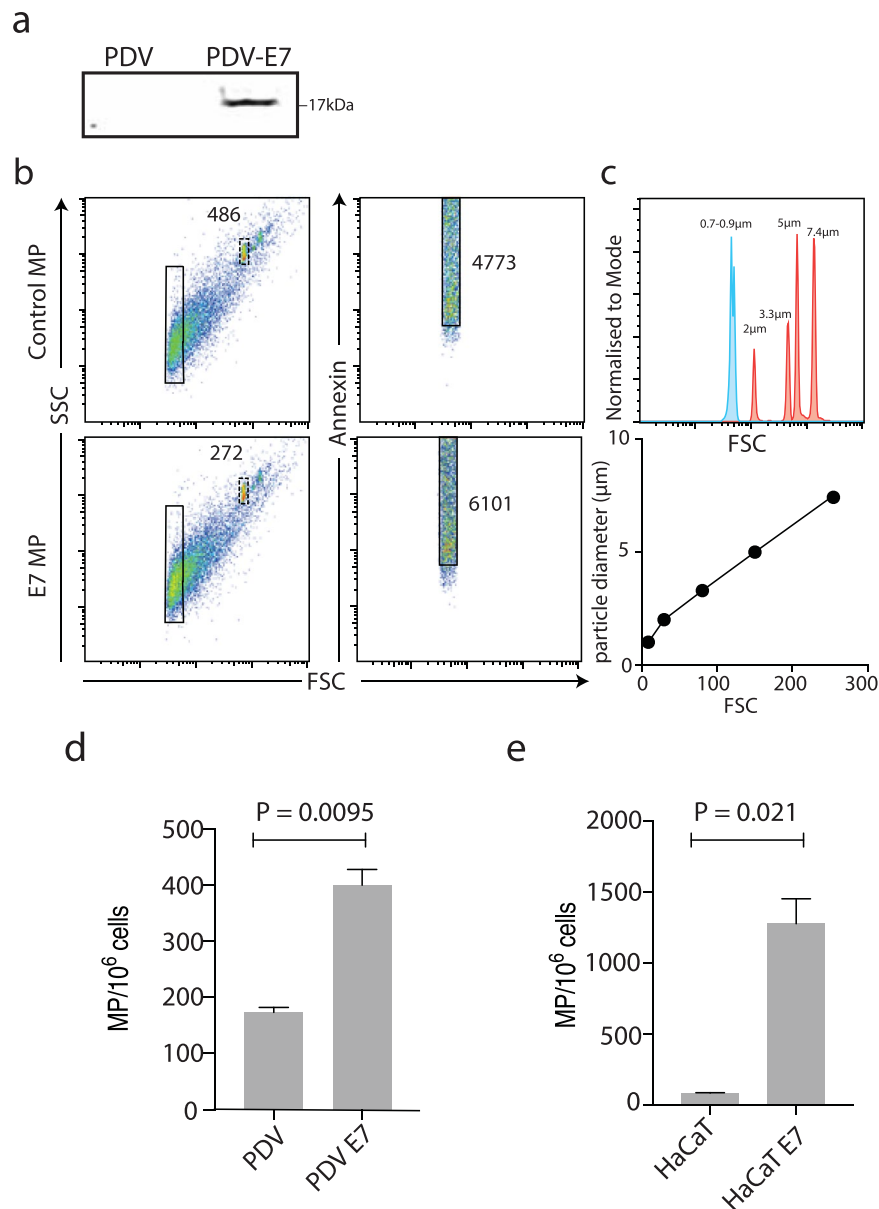 a
PDV PDV-E7
–17kDa
b
Control MP
E7 MP
SSC
486
272
Annexin
4773
6101
FSC
c
Normalised to Mode
0.7-0.9µm
2µm
3.3µm
5µm
7.4µm
FSC
particle diameter (µm)
10
5
0
0 100 200 300
FSC
d
P = 0.0095
MP/10⁶ cells
500
400
300
200
100
0
PDV
PDV E7
e
P = 0.021
MP/10⁶ cells
2000
1500
1000
500
0
HaCaT
HaCaT E7